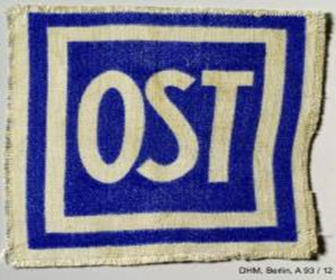 OST
DHM, Berlin, A 93 / 12